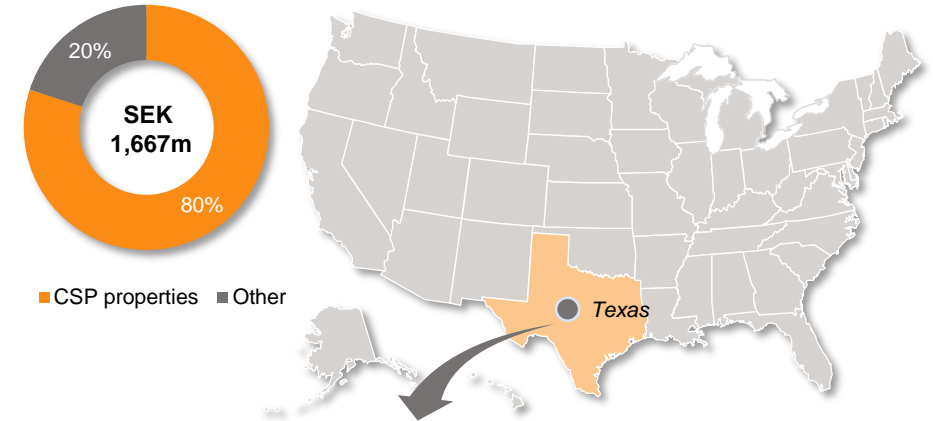 20%
SEK
1,667m
80%
CSP properties
Other
Texas